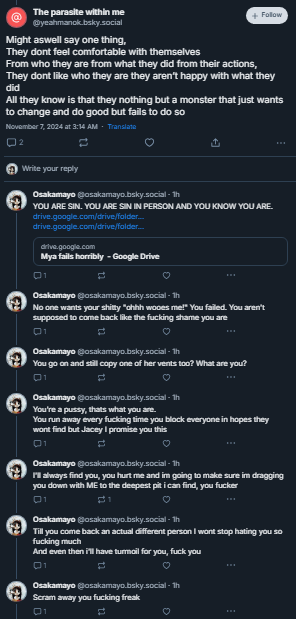 The parasite within me
@yeahmanok.bsky.social
+ Follow
Might aswell say one thing,
They dont feel comfortable with themselves
From who they are from what they did from their actions,
They dont like who they are they aren't happy with what they
did
All they know is that they nothing but a monster that just wants
to change and do good but fails to do so
November 7, 2024 at 3:14 AM · Translate
2
Write your reply
Osakamayo @osakamayo.bsky.social · 1h
YOU ARE SIN. YOU ARE SIN IN PERSON AND YOU KNOW YOU ARE.
drive.google.com/drive/folder...
drive.google.com/drive/folder...
drive.google.com
Mya fails horribly - Google Drive
1
Osakamayo @osakamayo.bsky.social · 1h
No one wants your shitty "ohhh wooes me!" You failed. You aren't
supposed to come back like the fucking shame you are
1
Osakamayo @osakamayo.bsky.social · 1h
You go on and still copy one of her vents too? What are you?
1
Osakamayo @osakamayo.bsky.social · 1h
You're a pussy, thats what you are.
You run away every fucking time you block everyone in hopes they
wont find but Jacey I promise you this
1
Osakamayo @osakamayo.bsky.social · 1h
I'll always find you, you hurt me and im going to make sure im dragging
you down with ME to the deepest pit i can find, you fucker
1 1
Osakamayo @osakamayo.bsky.social · 1h
Till you come back an actual different person I wont stop hating you so
fucking much
And even then i'll have tumoil for you, fuck you
1
Osakamayo @osakamayo.bsky.social · 1h
Scram away you fucking freak
1